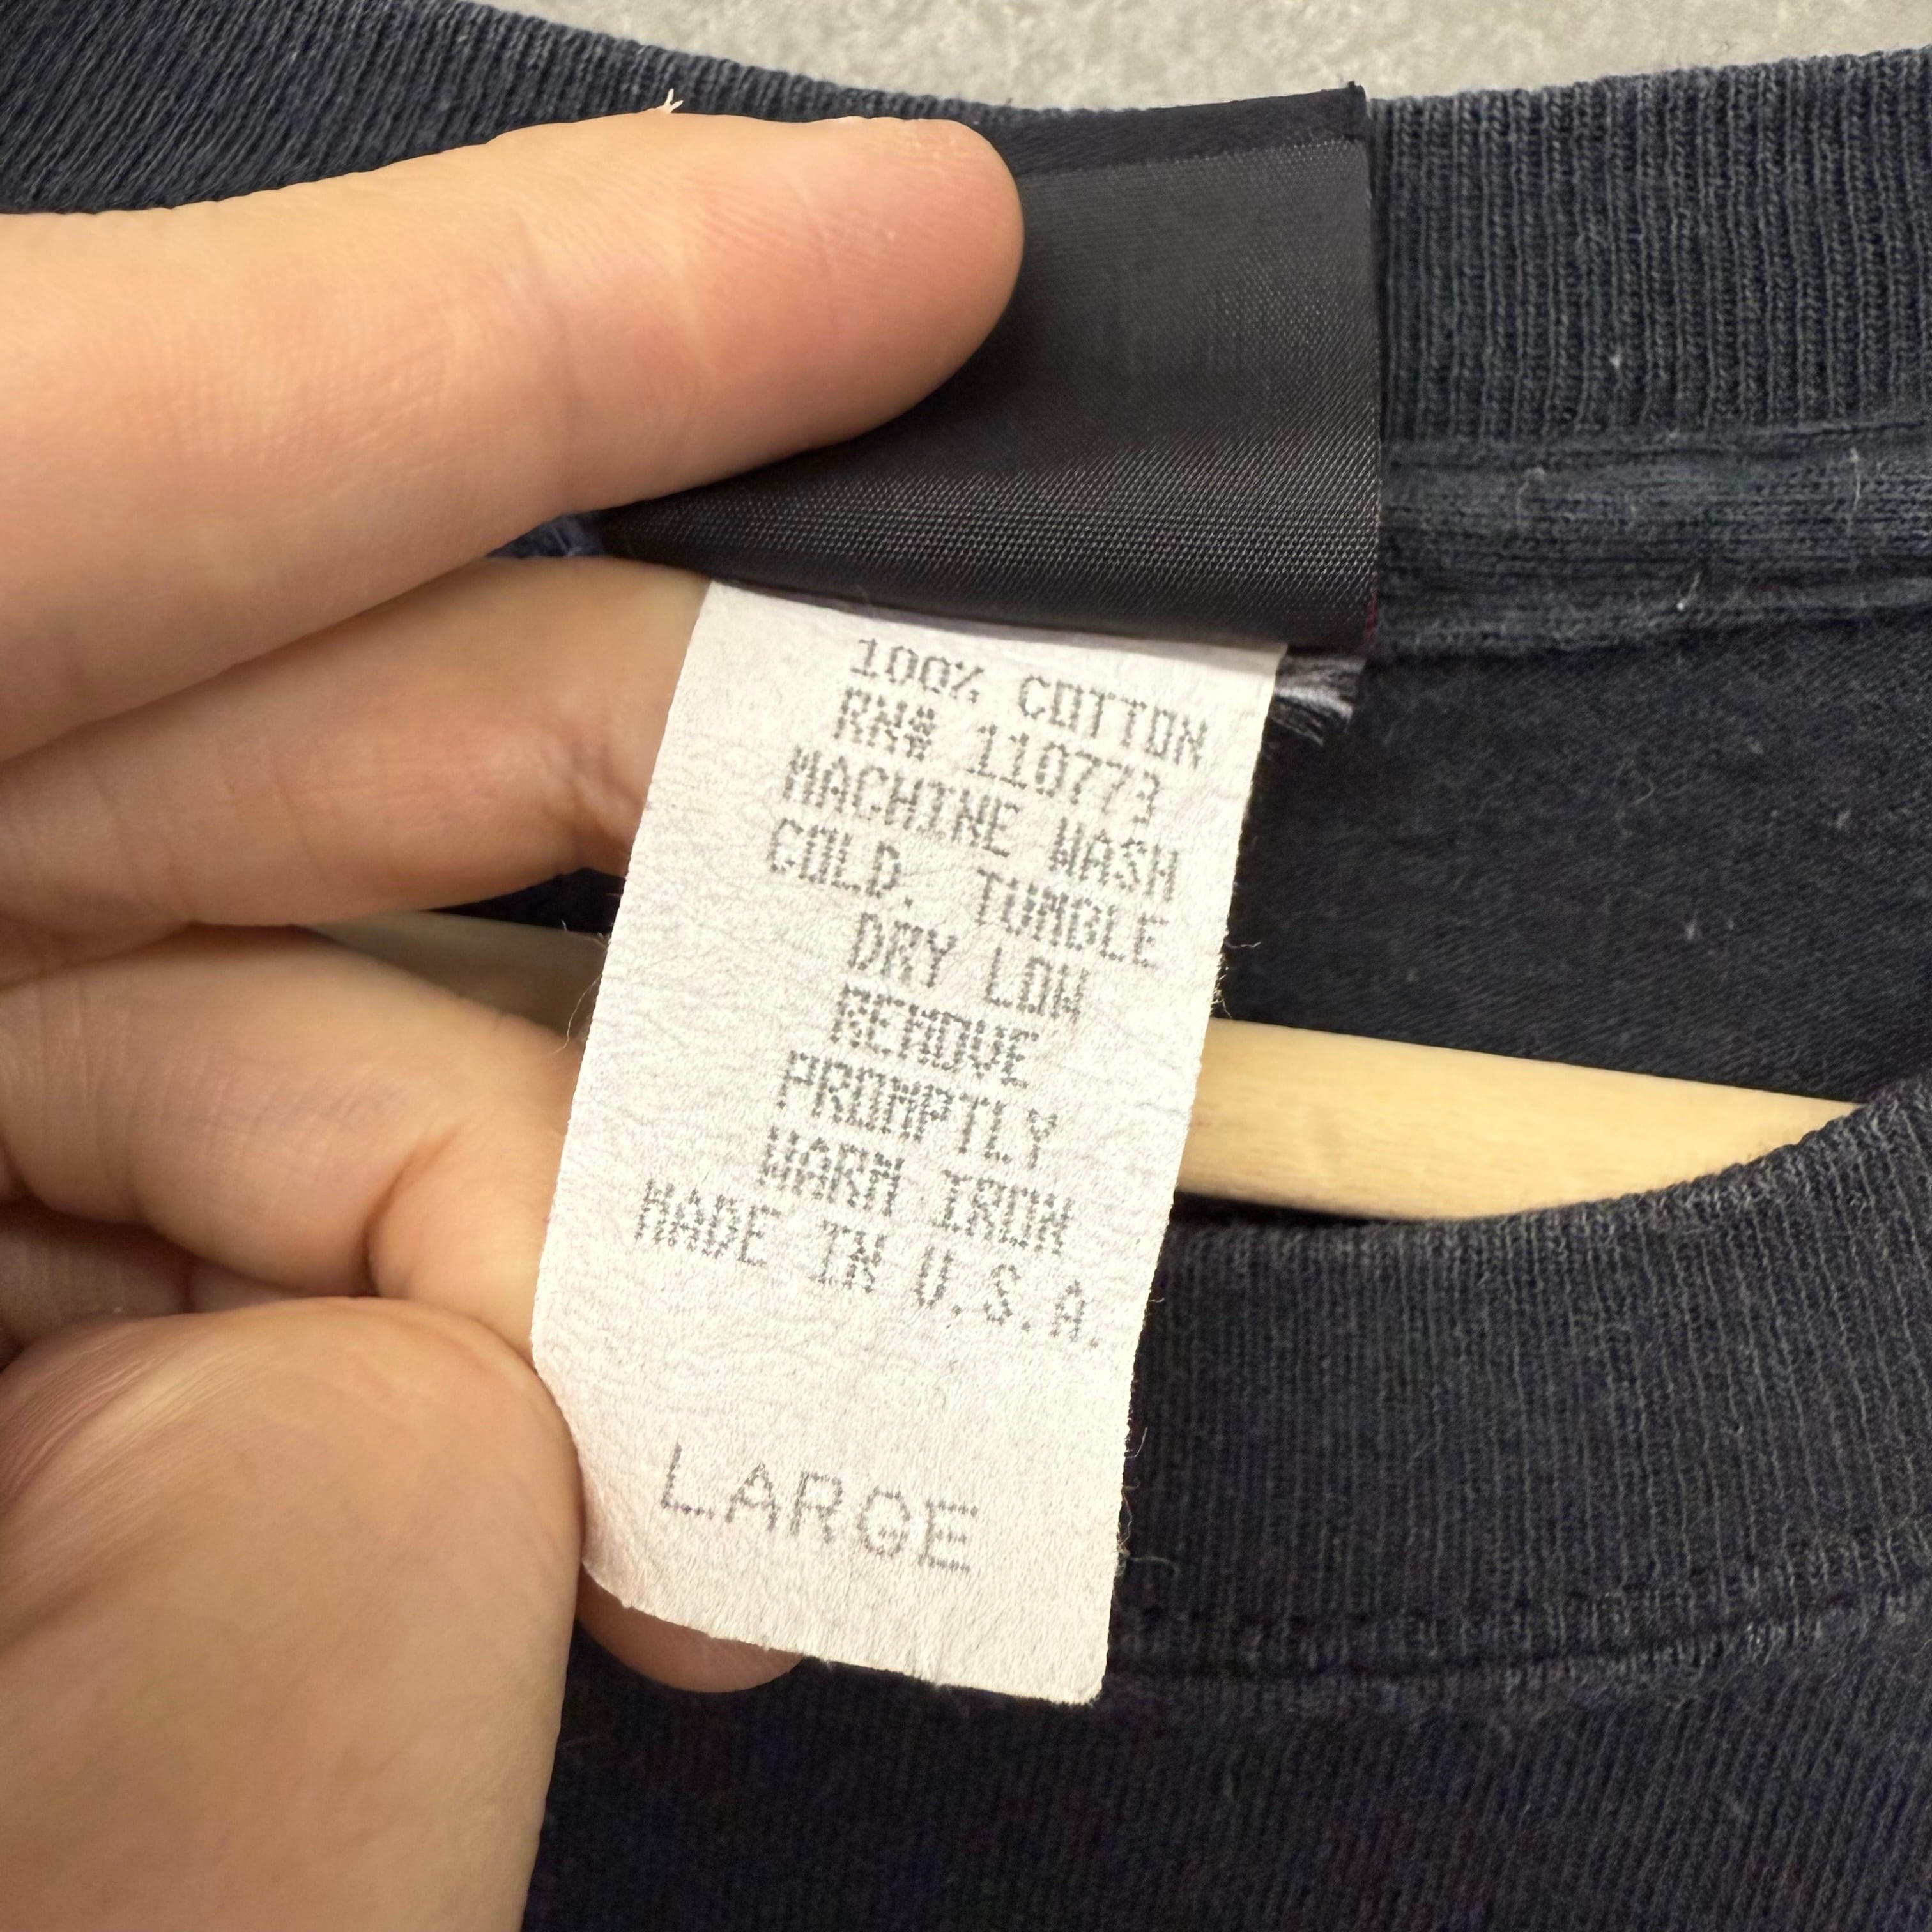 100% COTTON
RN# 110773
MACHINE WASH
COLD. TUMBLE
DRY LOW
REMOVE
PROMPTLY
WARM IRON
MADE IN U.S.A.
LARGE